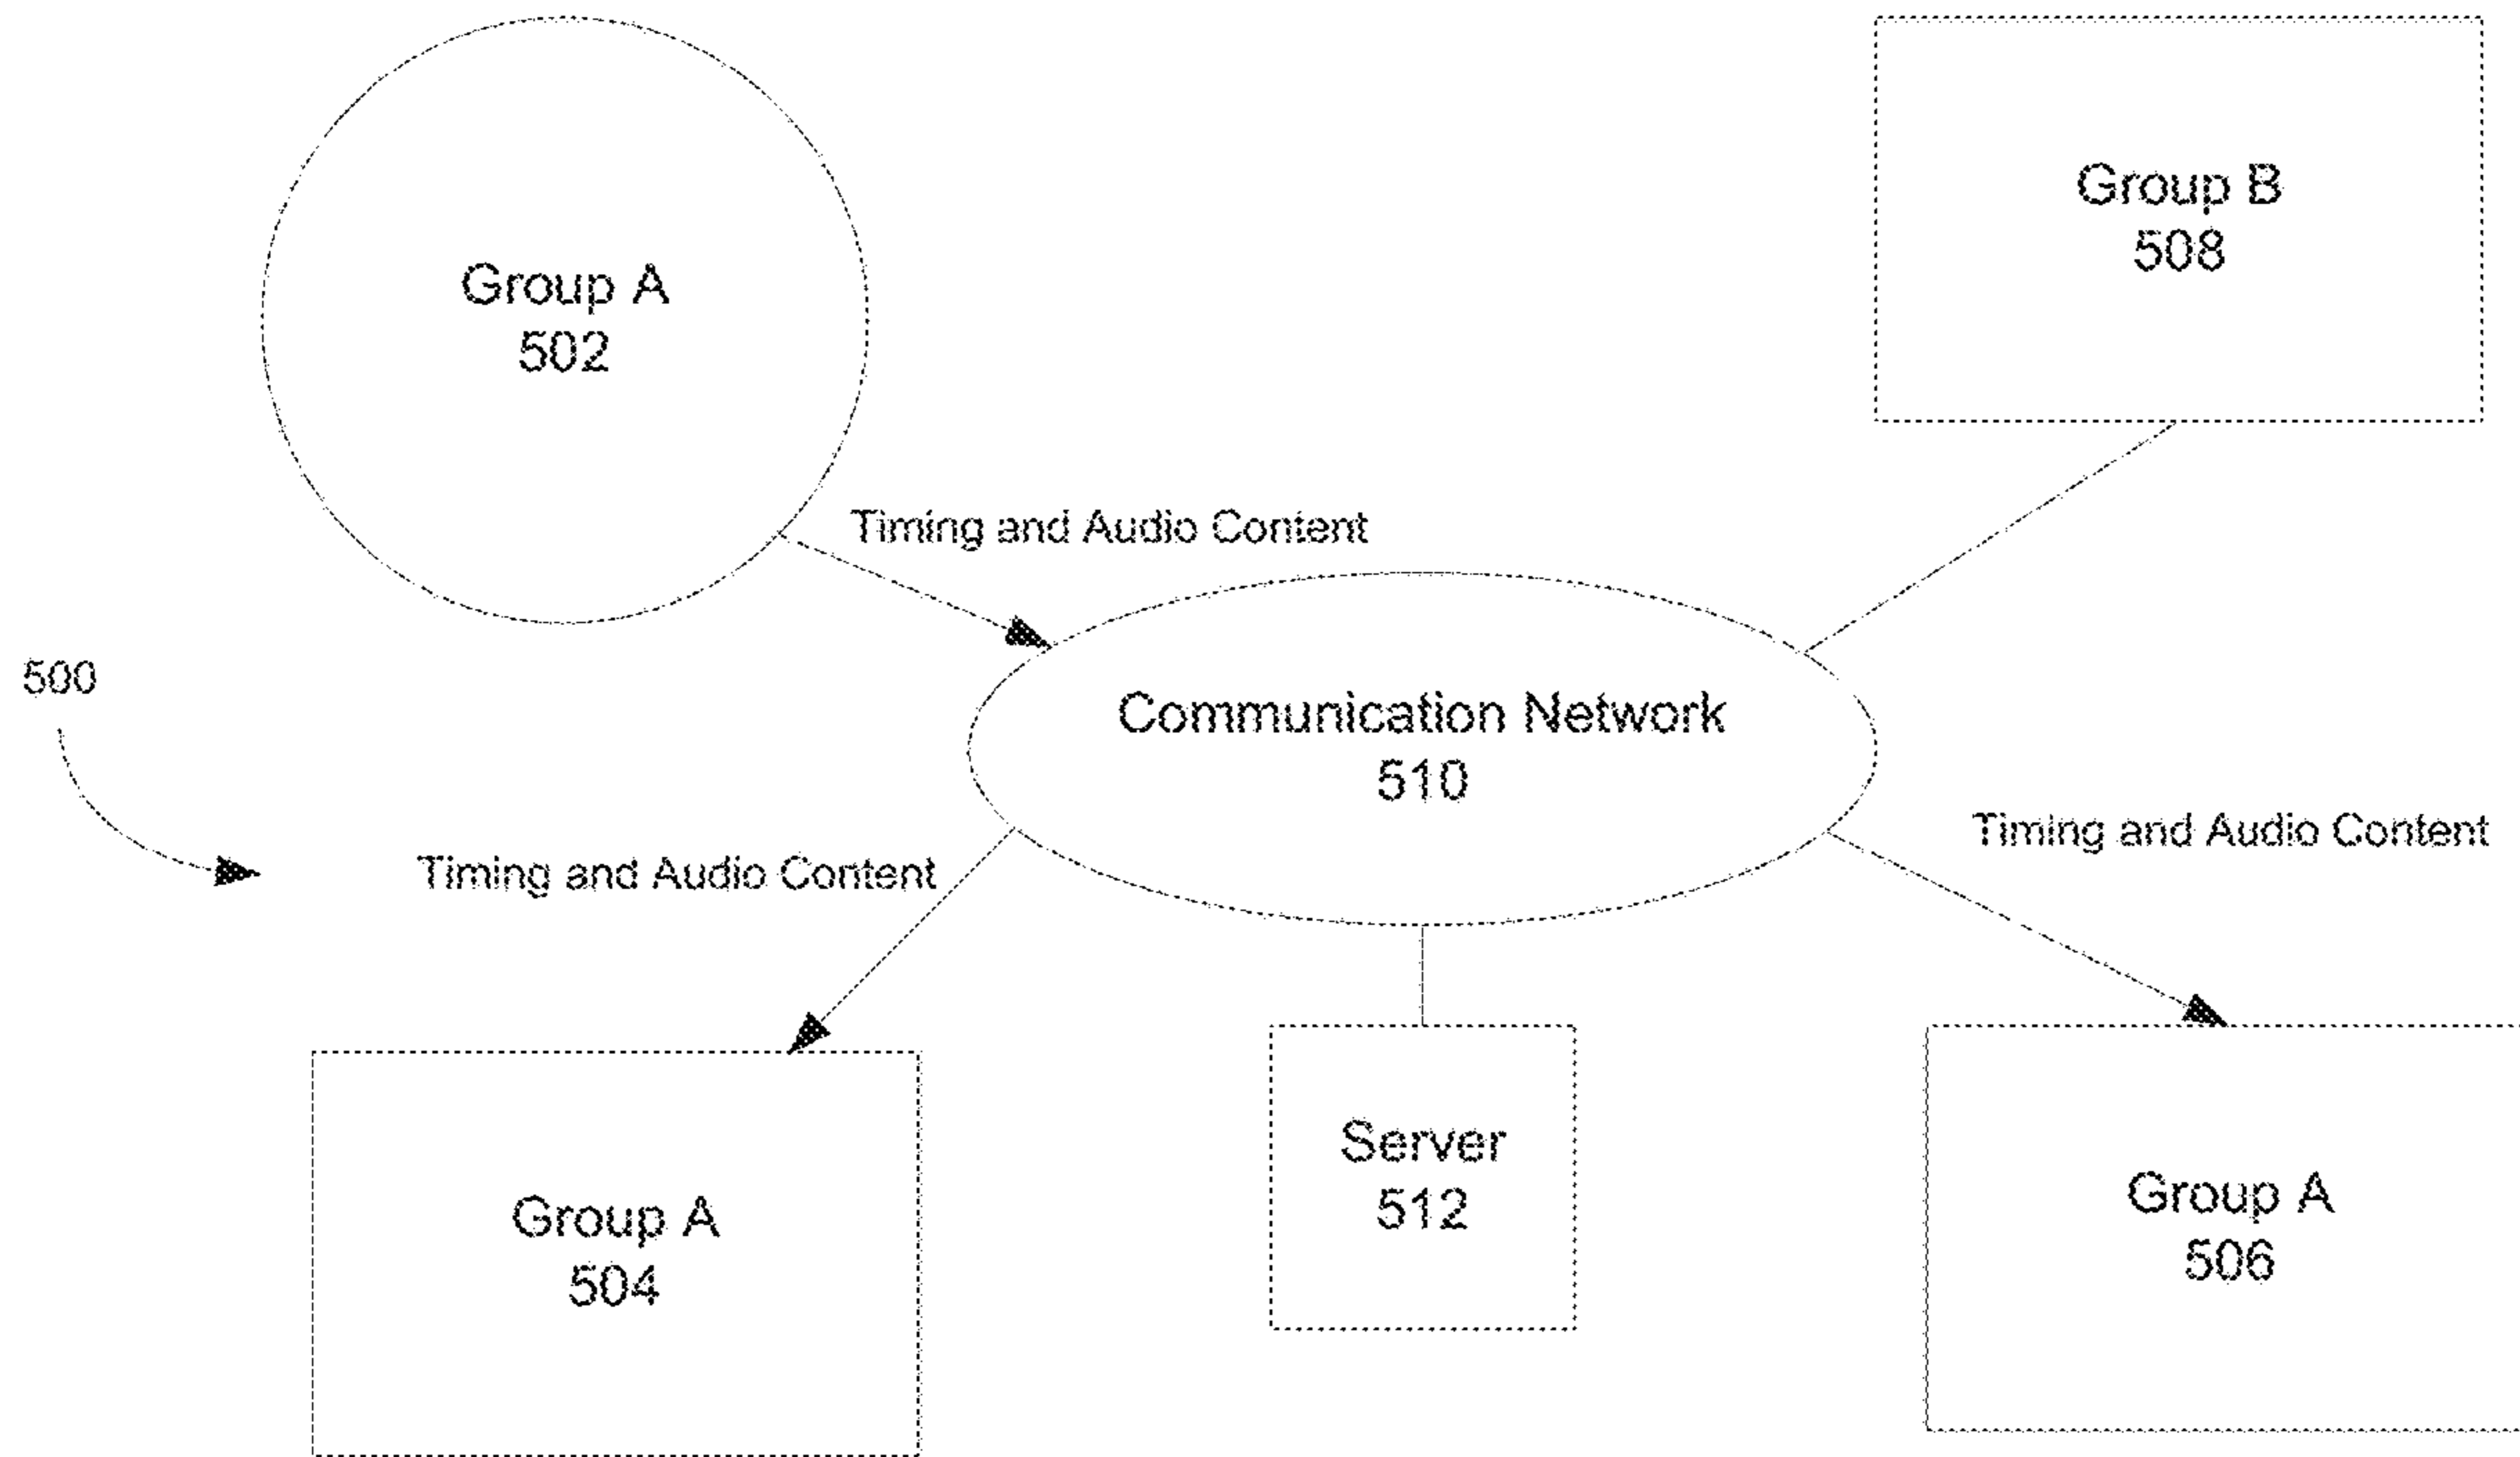 Group A
502
Group B
508
Timing and Audio Content
500
Communication Network
510
Timing and Audio Content
Timing and Audio Content
Group A
504
Server
512
Group A
506